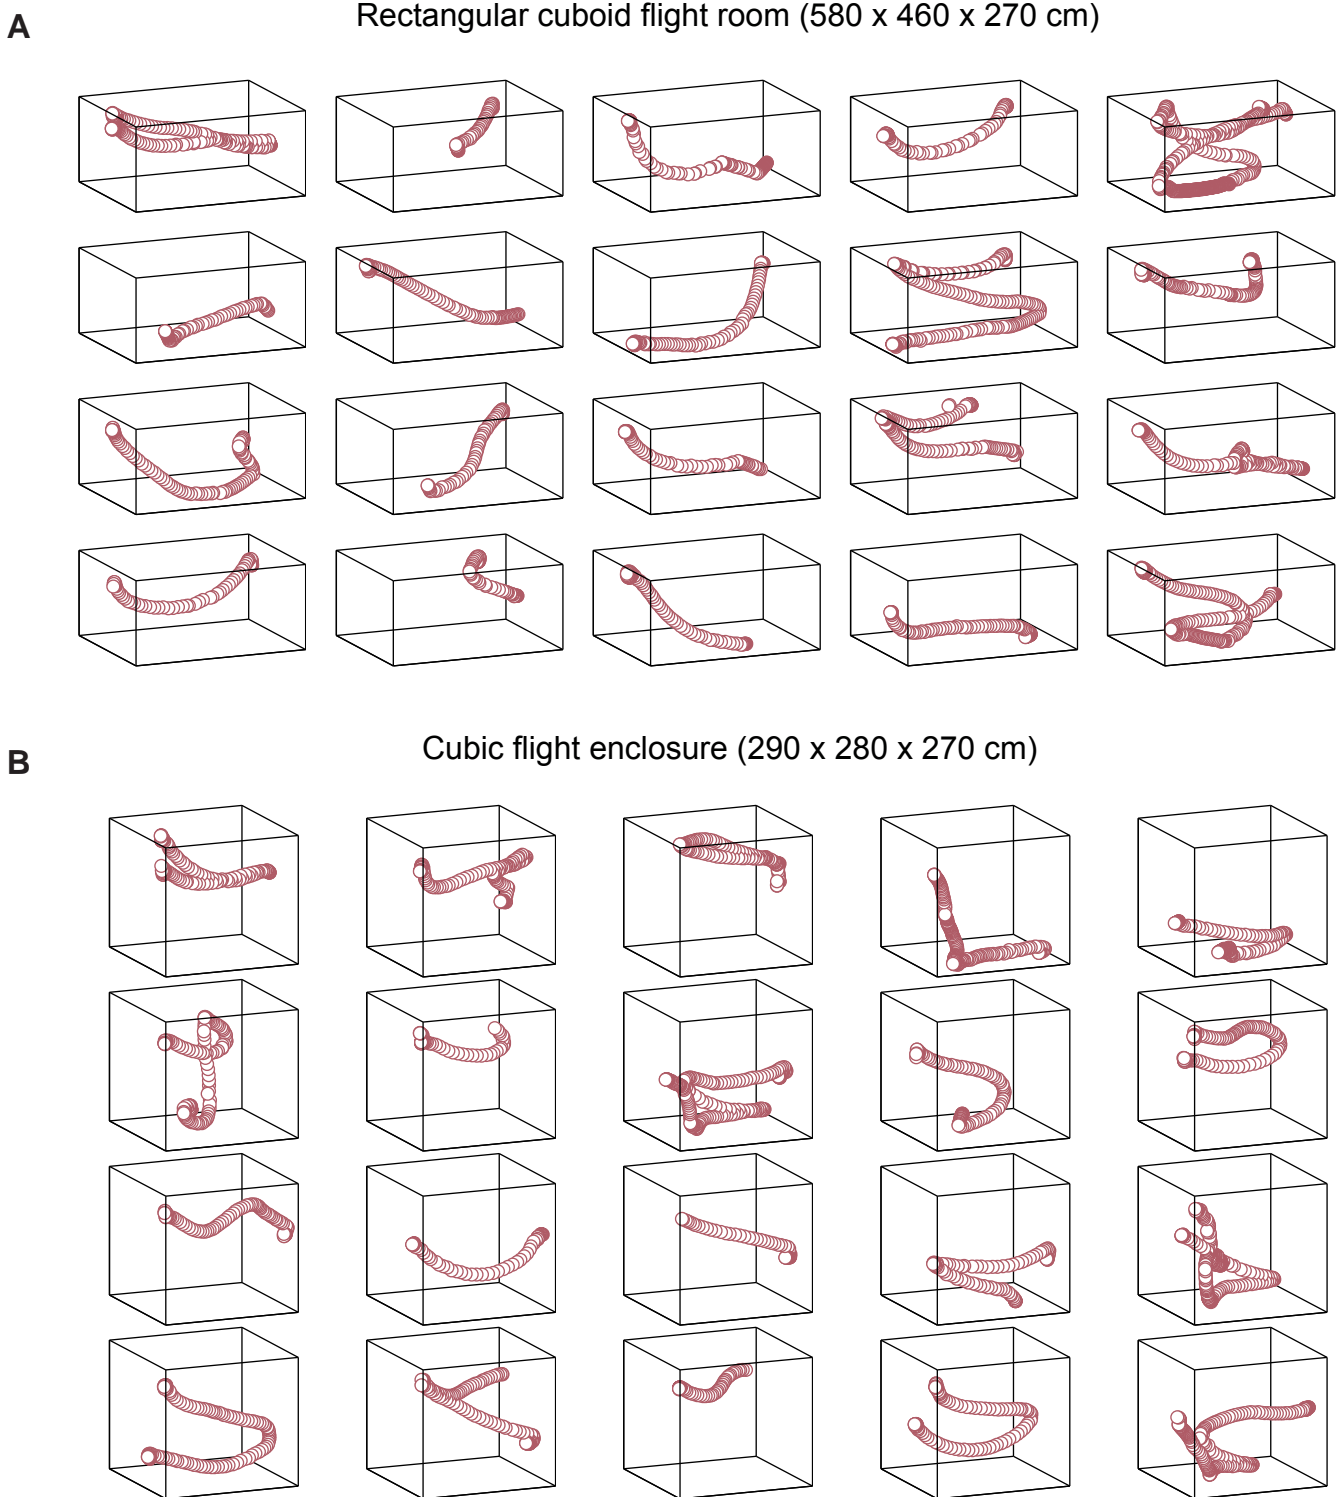 A
Rectangular cuboid flight room (580 x 460 x 270 cm)
B
Cubic flight enclosure (290 x 280 x 270 cm)